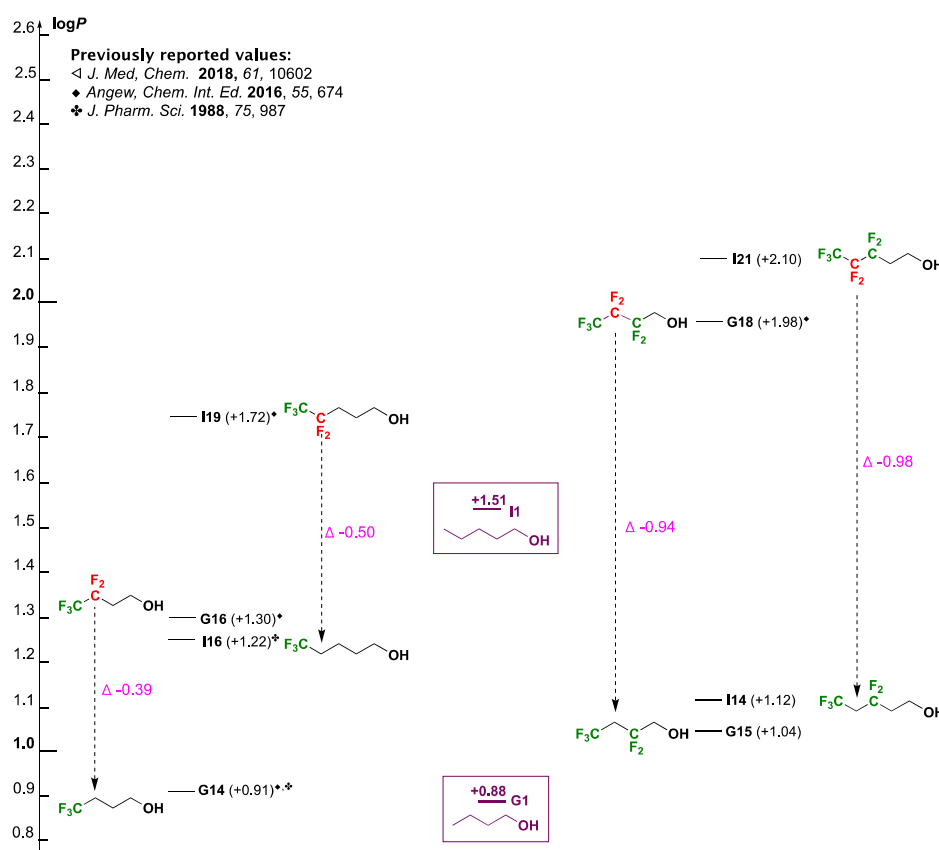 logP
2.6
Previously reported values:
◁ J. Med, Chem. 2018, 61, 10602
2.5
◆ Angew, Chem. Int. Ed. 2016, 55, 674
✤ J. Pharm. Sci. 1988, 75, 987
2.4
2.3
2.2
2.1
F2
F3C C C OH
F2
I21 (+2.10)
2.0
F2
F3C C C OH
F2
G18 (+1.98)◆
1.9
1.8
I19 (+1.72)◆
F3C C OH
F2
1.7
1.6
Δ -0.98
+1.51
I1
OH
1.5
Δ -0.50
Δ -0.94
1.4
F2
F3C C OH
1.3
G16 (+1.30)◆
I16 (+1.22)✤
F3C OH
1.2
Δ -0.39
1.1
I14 (+1.12)
F2
F3C C OH
F3C C OH
F2
G15 (+1.04)
1.0
0.9
G14 (+0.91)◆,✤
F3C OH
+0.88
G1
OH
0.8